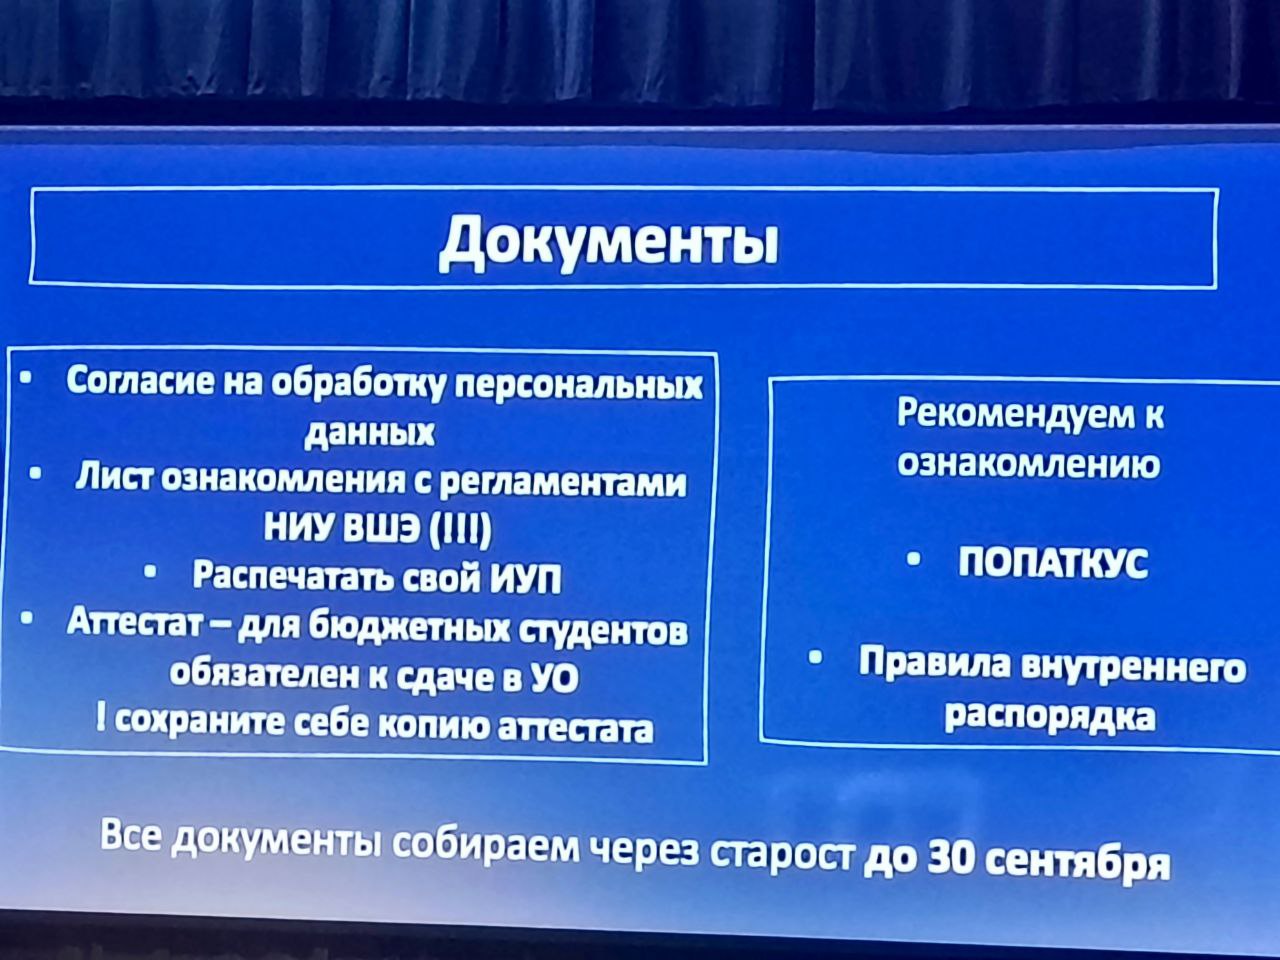 Документы
• Согласие на обработку персональных
данных
• Лист ознакомления с регламентами
НИУ ВШЭ (!!!)
• Распечатать свой ИУП
• Аттестат – для бюджетных студентов
обязателен к сдаче в УО
! сохраните себе копию аттестата
Рекомендуем к
ознакомлению
• ПОПАТКУС
• Правила внутреннего
распорядка
Все документы собираем через старост до 30 сентября